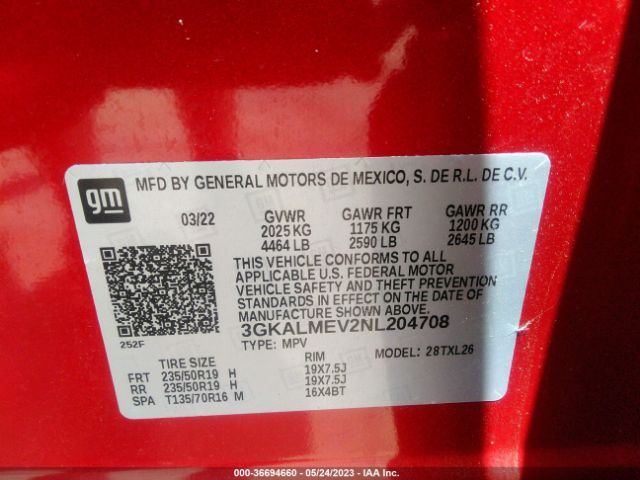 gm
MFD BY GENERAL MOTORS DE MEXICO, S. DE R.L. DE C.V.
03/22 GVWR GAWR FRT GAWR RR
2025 KG 1175 KG 1200 KG
4464 LB 2590 LB 2645 LB
THIS VEHICLE CONFORMS TO ALL
APPLICABLE U.S. FEDERAL MOTOR
VEHICLE SAFETY AND THEFT PREVENTION
STANDARDS IN EFFECT ON THE DATE OF
MANUFACTURE SHOWN ABOVE.
3GKALMEV2NL204708
252F TYPE: MPV MODEL: 28TXL26
TIRE SIZE RIM
FRT 235/50R19 H 19X7.5J
RR 235/50R19 H 19X7.5J
SPA T135/70R16 M 16X4BT
000-36694660 - 05/24/2023 - IAA Inc.